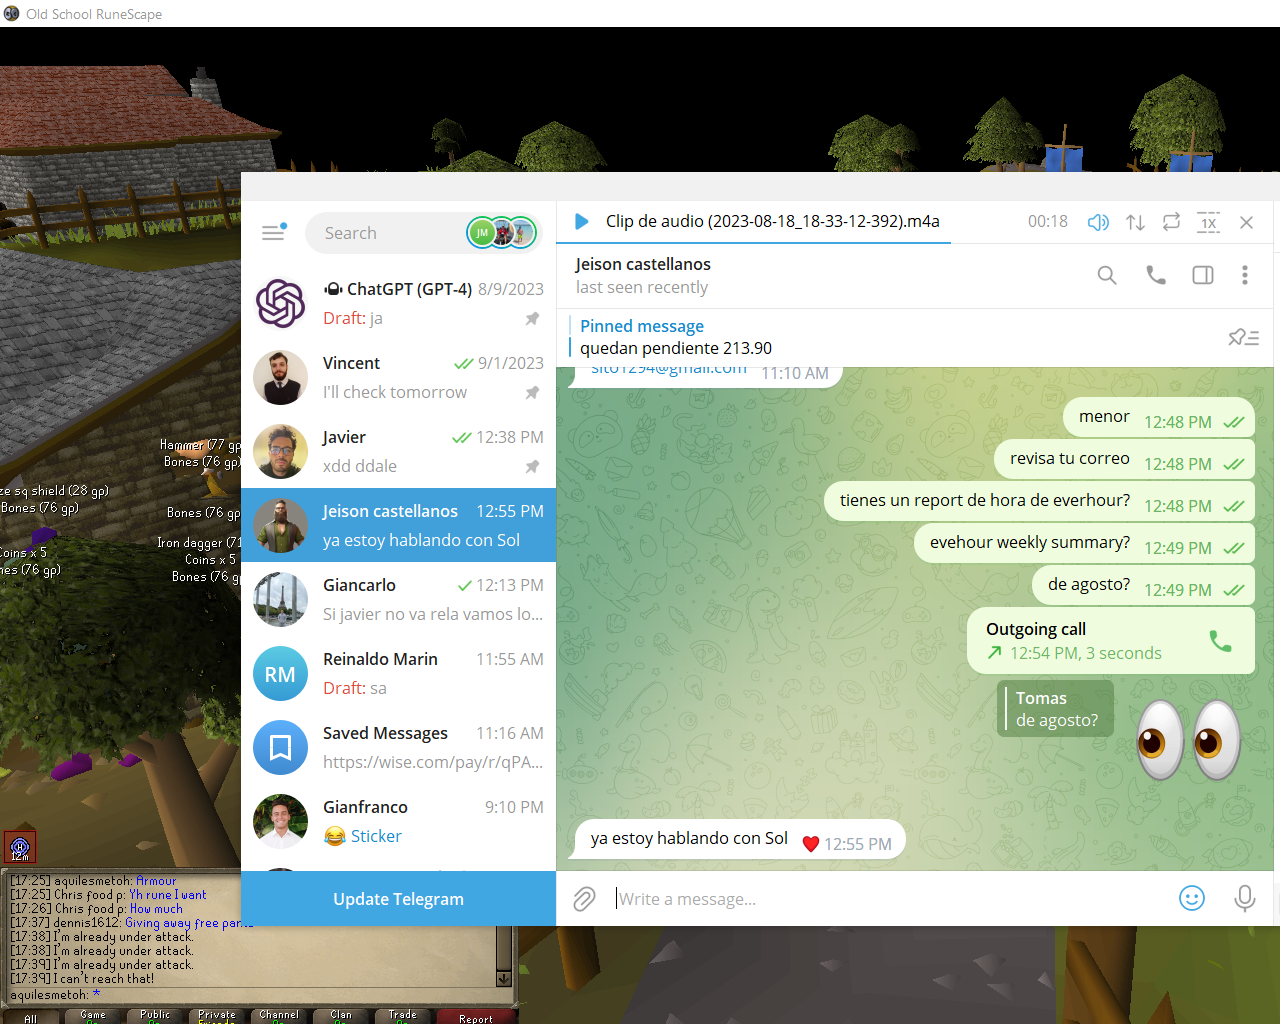 Old School RuneScape
Search
JM
ChatGPT (GPT-4) 8/9/2023
Draft: ja
Vincent 9/1/2023
I'll check tomorrow
Javier 12:38 PM
xdd ddale
Jeison castellanos 12:55 PM
ya estoy hablando con Sol
Giancarlo 12:13 PM
Si javier no va rela vamos lo...
RM
Reinaldo Marin 11:55 AM
Draft: sa
Saved Messages 11:16 AM
https://wise.com/pay/r/qPA...
Gianfranco 9:10 PM
😂 Sticker
Update Telegram
Clip de audio (2023-08-18_18-33-12-392).m4a 00:18 1X
Jeison castellanos
last seen recently
Pinned message
quedan pendiente 213.90
sito1294@gmail.com 11:10 AM
menor 12:48 PM
revisa tu correo 12:48 PM
tienes un report de hora de everhour? 12:48 PM
evehour weekly summary? 12:49 PM
de agosto? 12:49 PM
Outgoing call
12:54 PM, 3 seconds
Tomas
de agosto?
ya estoy hablando con Sol ❤️ 12:55 PM
Write a message...
Hammer (77 gp)
Bones (76 gp)
ze sq shield (28 gp)
Bones (76 gp)
Bones (76 gp)
Iron dagger (71
Coins x 5
Coins x 5
Bones (76 g
nes (76 gp)
12m
[17:25] aquilesmetoh: Armour
[17:25] Chris food p: Yh rune I want
[17:26] Chris food p: How much
[17:37] dennis1612: Giving away free pants
[17:38] I'm already under attack.
[17:38] I'm already under attack.
[17:39] I'm already under attack.
[17:39] I can't reach that!
aquilesmetoh: *
All
Game
On
Public
On
Private
Friends
Channel
On
Clan
On
Trade
On
Report